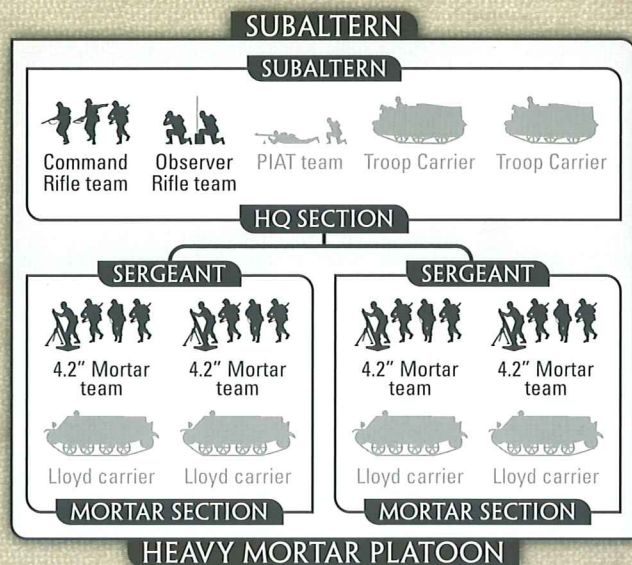 SUBALTERN
SUBALTERN
Command Rifle team
Observer Rifle team
PIAT team
Troop Carrier
Troop Carrier
HQ SECTION
SERGEANT
SERGEANT
4.2” Mortar team
4.2” Mortar team
4.2” Mortar team
4.2” Mortar team
Lloyd carrier
Lloyd carrier
Lloyd carrier
Lloyd carrier
MORTAR SECTION
MORTAR SECTION
HEAVY MORTAR PLATOON